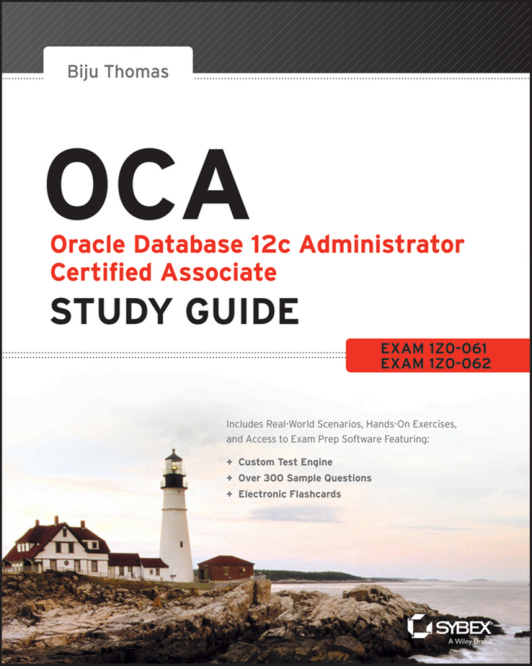 Biju Thomas
OCA
Oracle Database 12c Administrator
Certified Associate
STUDY GUIDE
EXAM 1Z0-061
EXAM 1Z0-062
Includes Real-World Scenarios, Hands-On Exercises,
and Access to Exam Prep Software Featuring:
+ Custom Test Engine
+ Over 300 Sample Questions
+ Electronic Flashcards
SYBEX
A Wiley Brand